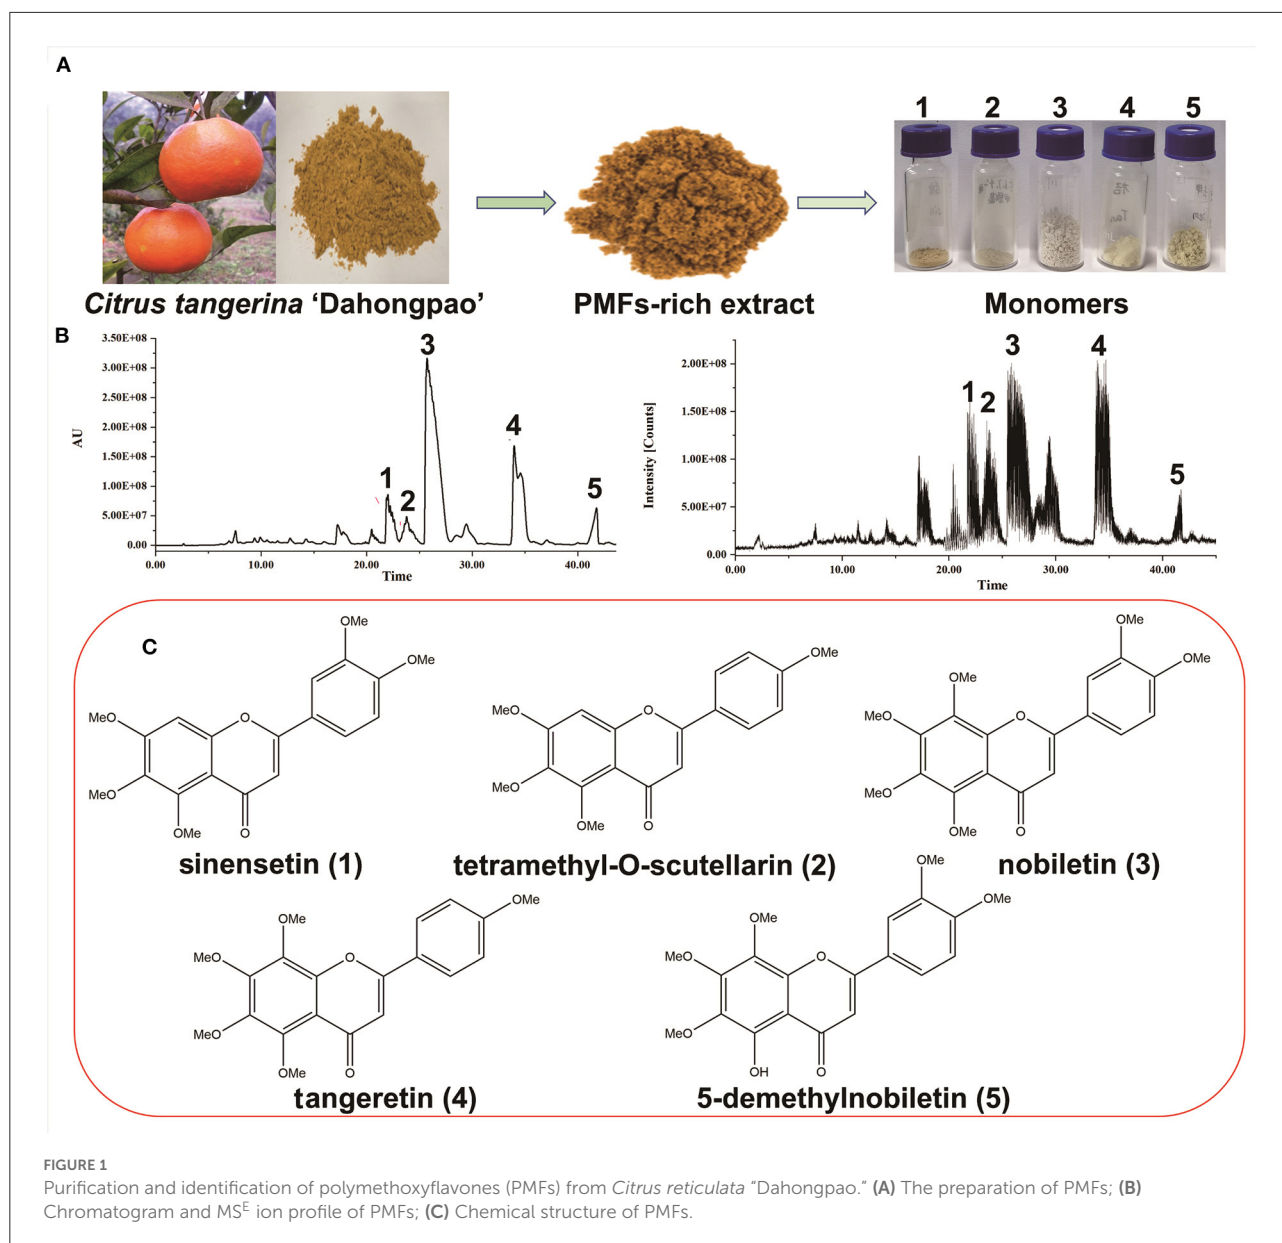 A
1 2 3 4 5
Citrus tangerina ‘Dahongpao’
PMFs-rich extract
Monomers
B
3.50E+08
3.00E+08
2.50E+08
2.00E+08
1.50E+08
1.00E+08
5.00E+07
0.00
AU
0.00 10.00 20.00 30.00 40.00
Time
1 2 3 4 5
2.00E+08
1.50E+08
1.00E+08
5.00E+07
0.00
Intensity [Counts]
0.00 10.00 20.00 30.00 40.00
Time
1 2 3 4 5
C
OMe
OMe
MeO
O
MeO
OMe
O
sinensetin (1)
OMe
MeO
O
MeO
OMe
O
tetramethyl-O-scutellarin (2)
OMe
OMe
OMe
MeO
O
MeO
OMe
O
nobiletin (3)
OMe
OMe
MeO
O
MeO
OMe
O
tangeretin (4)
OMe
OMe
OMe
MeO
O
MeO
OH
O
5-demethylnobiletin (5)
FIGURE 1
Purification and identification of polymethoxyflavones (PMFs) from Citrus reticulata “Dahongpao.” (A) The preparation of PMFs; (B)
Chromatogram and MSE ion profile of PMFs; (C) Chemical structure of PMFs.